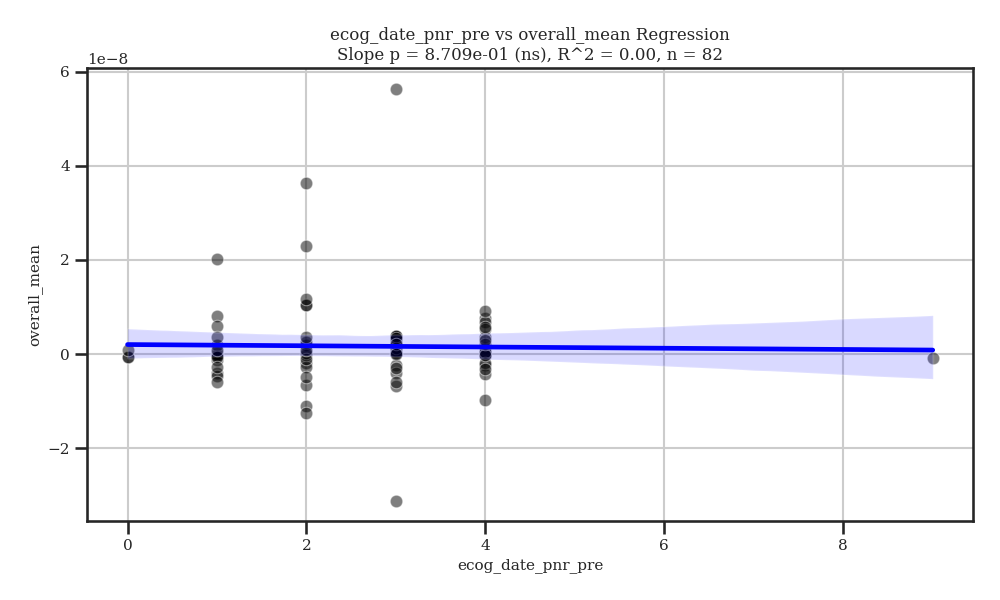 ecog_date_pnr_pre vs overall_mean Regression
Slope p = 8.709e-01 (ns), R^2 = 0.00, n = 82
1e−8
6
4
2
0
−2
overall_mean
0 2 4 6 8
ecog_date_pnr_pre